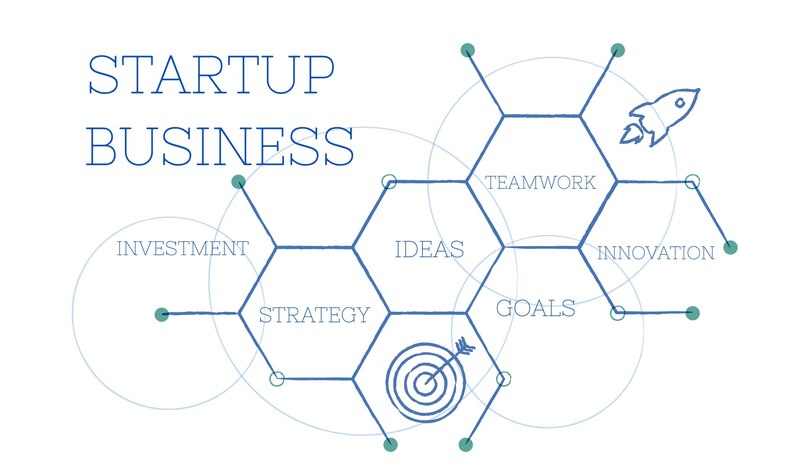 STARTUP
BUSINESS
TEAMWORK
INVESTMENT
IDEAS
INNOVATION
STRATEGY
GOALS